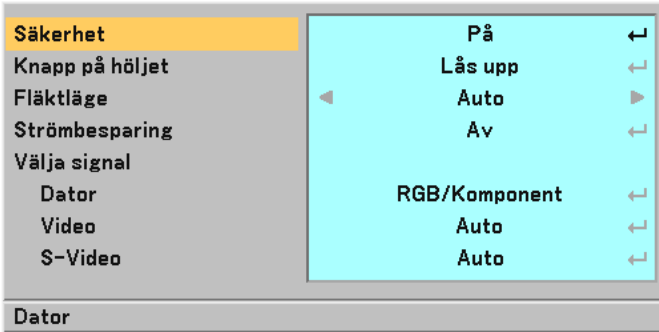 Säkerhet På
Knapp på höljet Lås upp
Fläktläge Auto
Strömbesparing Av
Välja signal
Dator RGB/Komponent
Video Auto
S-Video Auto
Dator